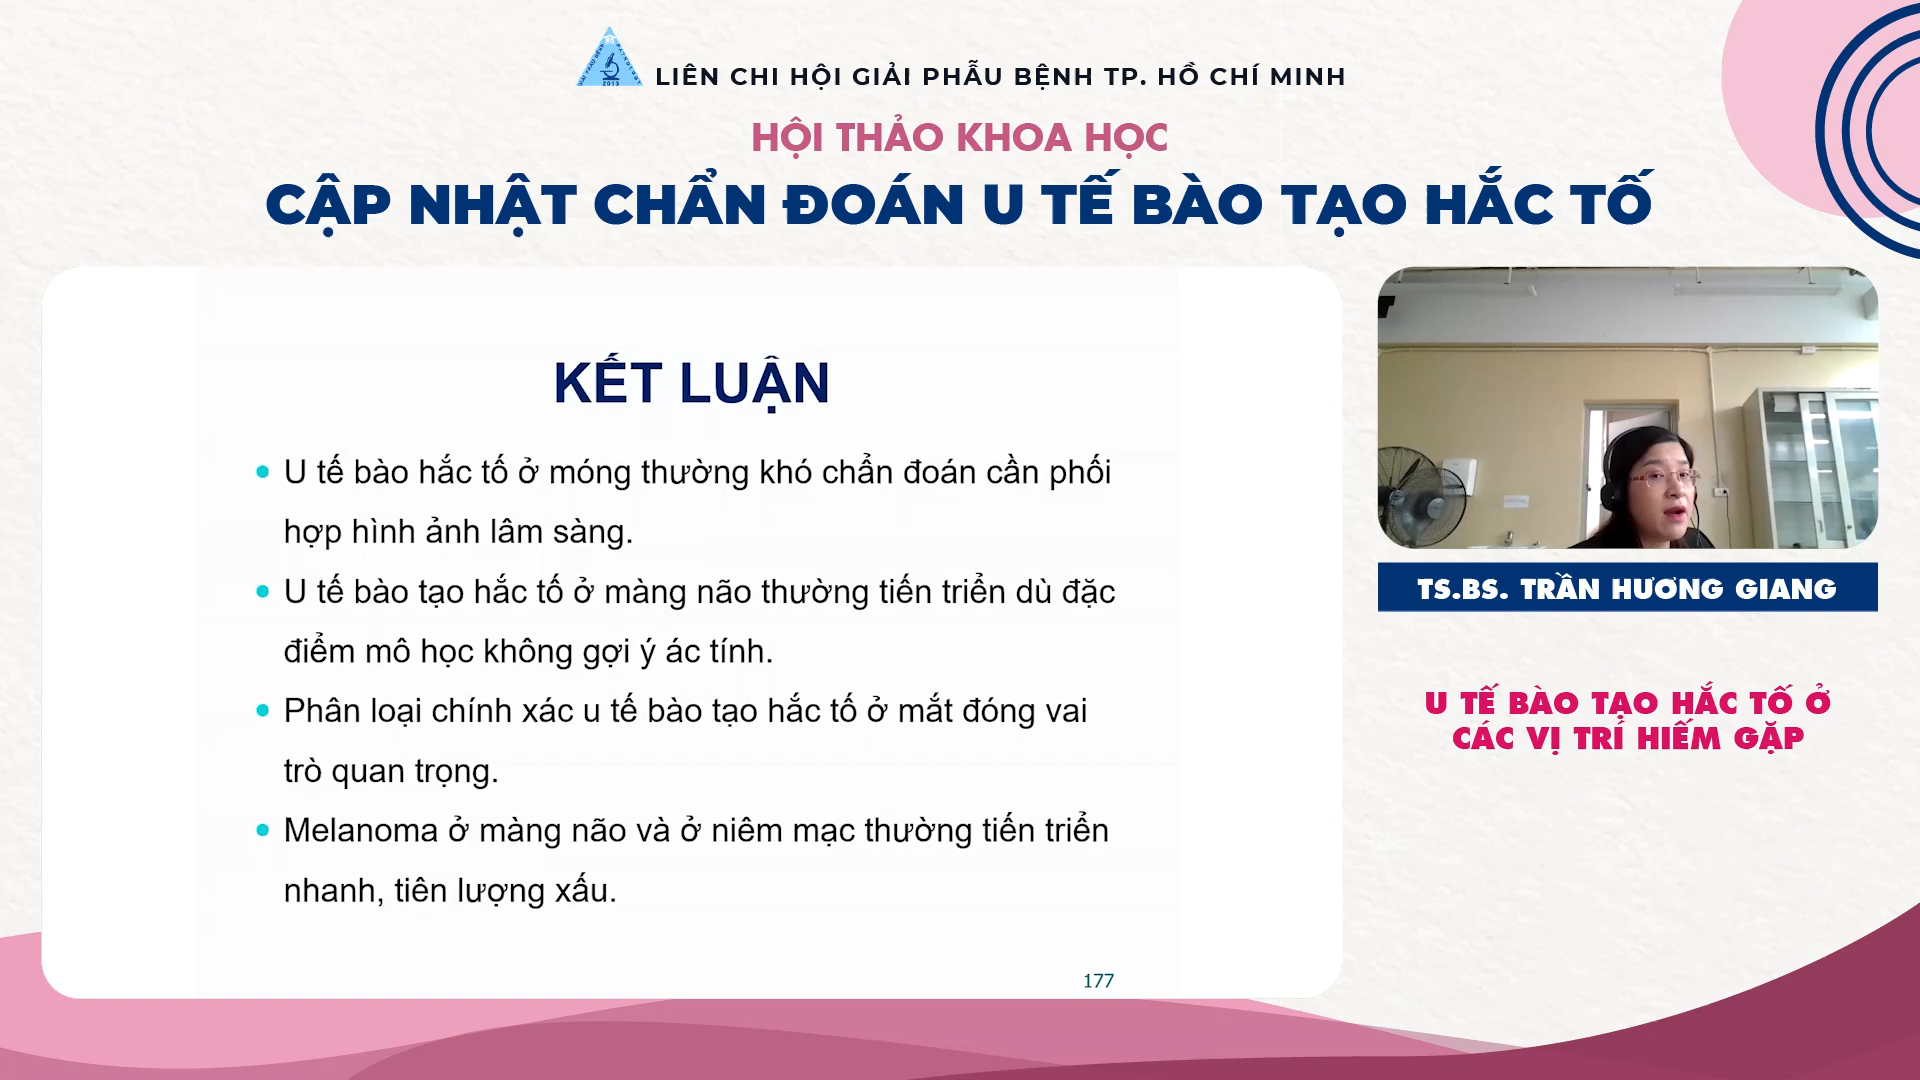 LIÊN CHI HỘI GIẢI PHẪU BỆNH TP. HỒ CHÍ MINH
HỘI THẢO KHOA HỌC
CẬP NHẬT CHẨN ĐOÁN U TẾ BÀO TẠO HẮC TỐ
KẾT LUẬN
U tế bào hắc tố ở móng thường khó chẩn đoán cần phối
hợp hình ảnh lâm sàng.
U tế bào tạo hắc tố ở màng não thường tiến triển dù đặc
điểm mô học không gợi ý ác tính.
Phân loại chính xác u tế bào tạo hắc tố ở mắt đóng vai
trò quan trọng.
Melanoma ở màng não và ở niêm mạc thường tiến triển
nhanh, tiên lượng xấu.
177
TS.BS. TRẦN HƯƠNG GIANG
U TẾ BÀO TẠO HẮC TỐ Ở
CÁC VỊ TRÍ HIẾM GẶP